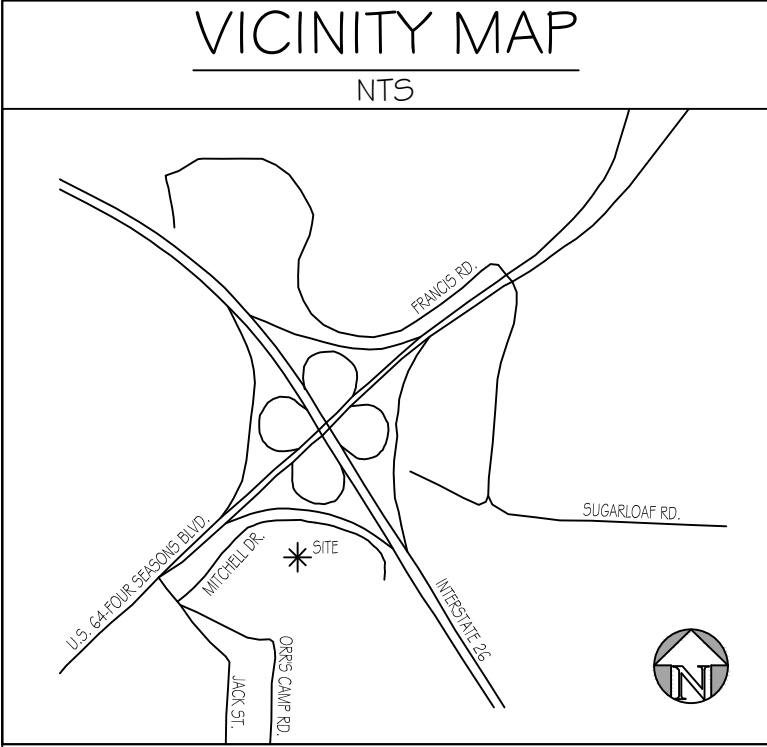 VICINITY MAP
NTS
FRANCIS RD.
SUGARLOAF RD.
U.S. 64-FOUR SEASONS BLVD.
MITCHELL DR.
SITE
INTERSTATE 26
ORR'S CAMP RD.
JACK ST.
N